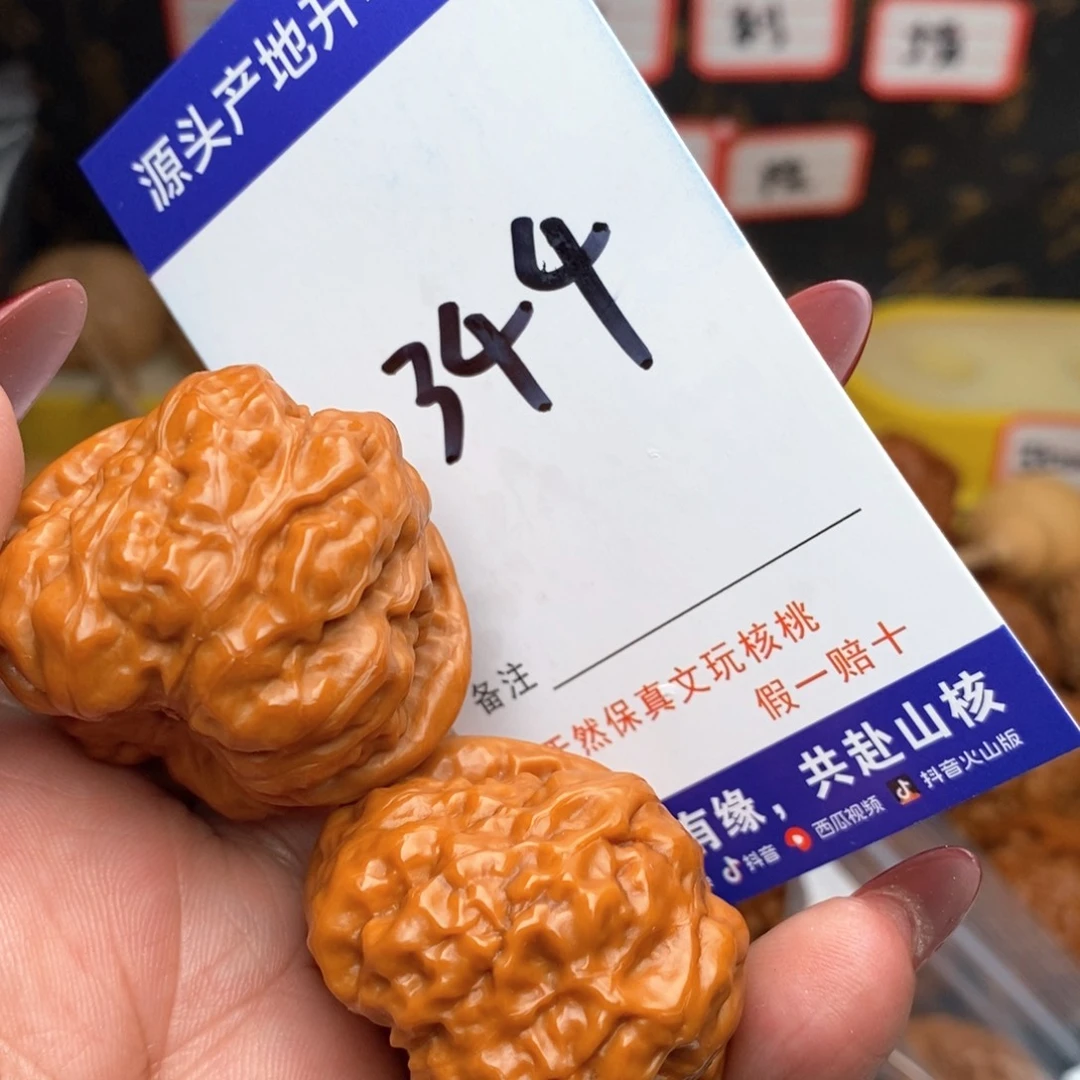 源头产地开
344
备注
天然保真文玩核桃
假一赔十
有缘，共赴山核
抖音 西瓜视频 抖音火山版